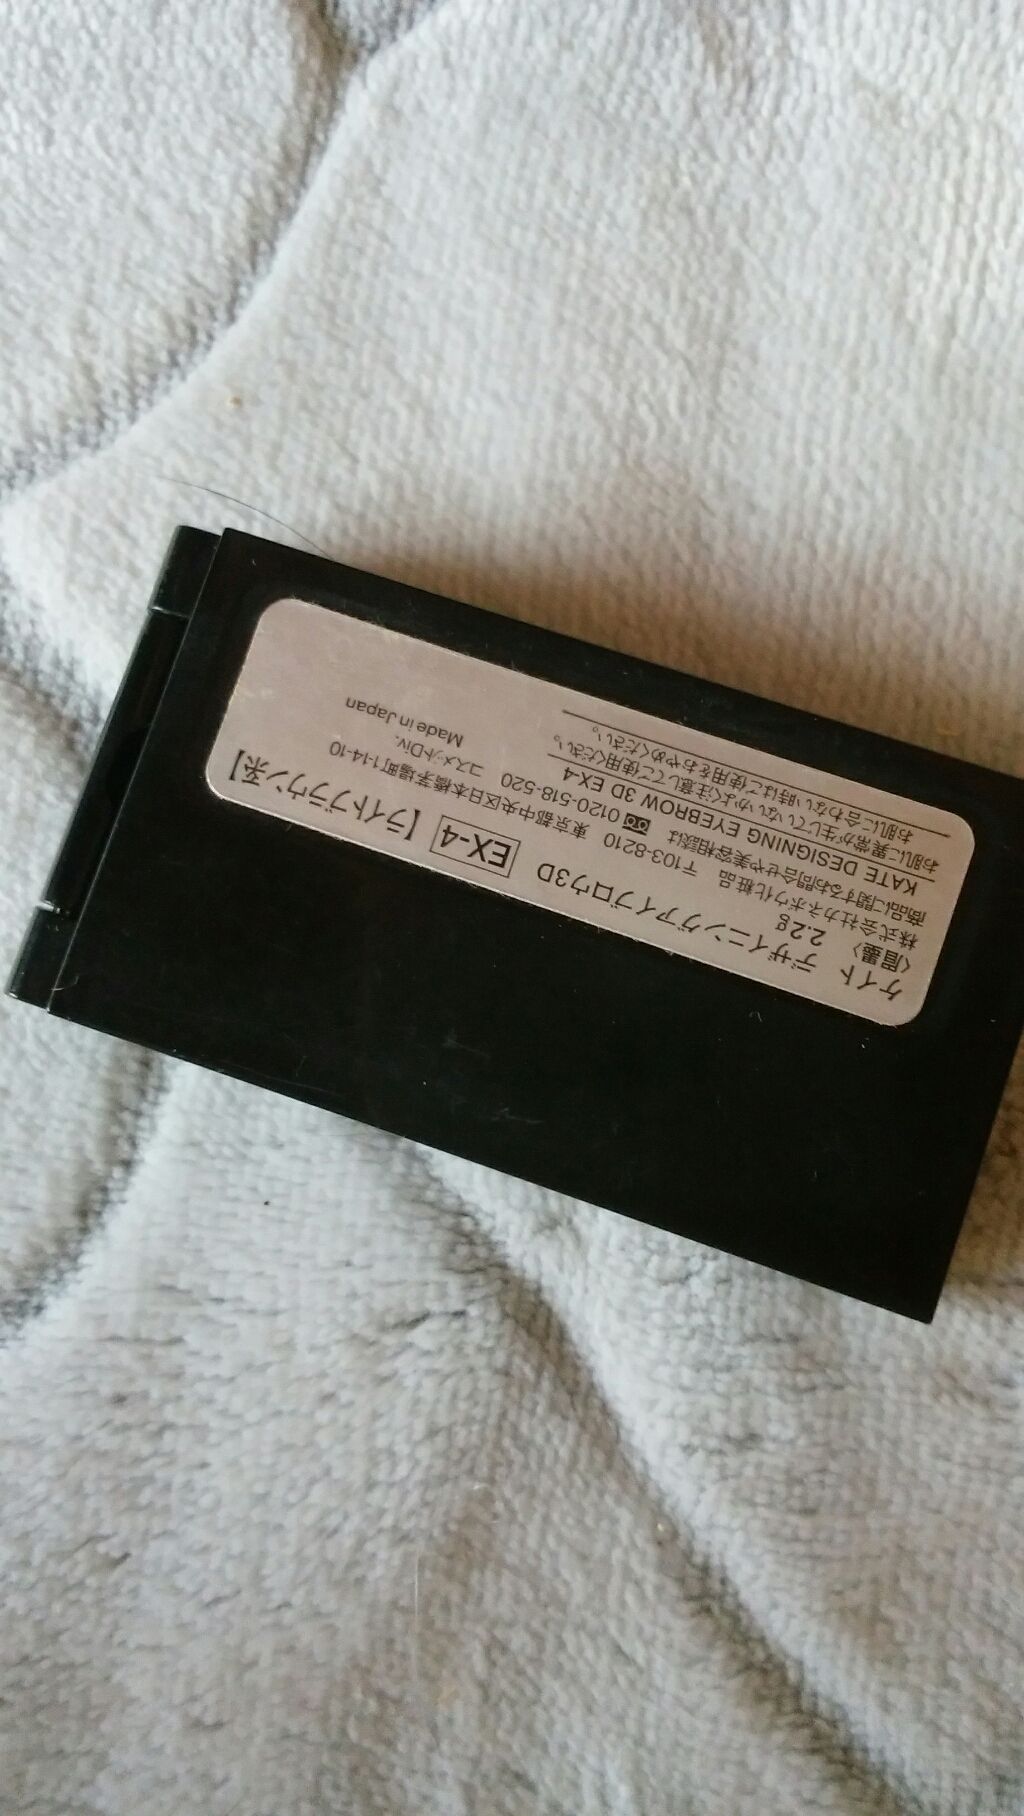 ケイト デザイニングアイブロウ3D EX-4 【ライトブラウン系】
〈眉墨〉 2.2g
株式会社カネボウ化粧品 〒103-8210 東京都中央区日本橋茅場町1-14-10
商品に関するお問合せや美容相談は 0120-518-520 コスメットDiv.
KATE DESIGNING EYEBROW 3D EX-4 Made in Japan
お肌に異常が生じていないかよく注意してご使用ください。
お肌に合わない時はご使用をおやめください。